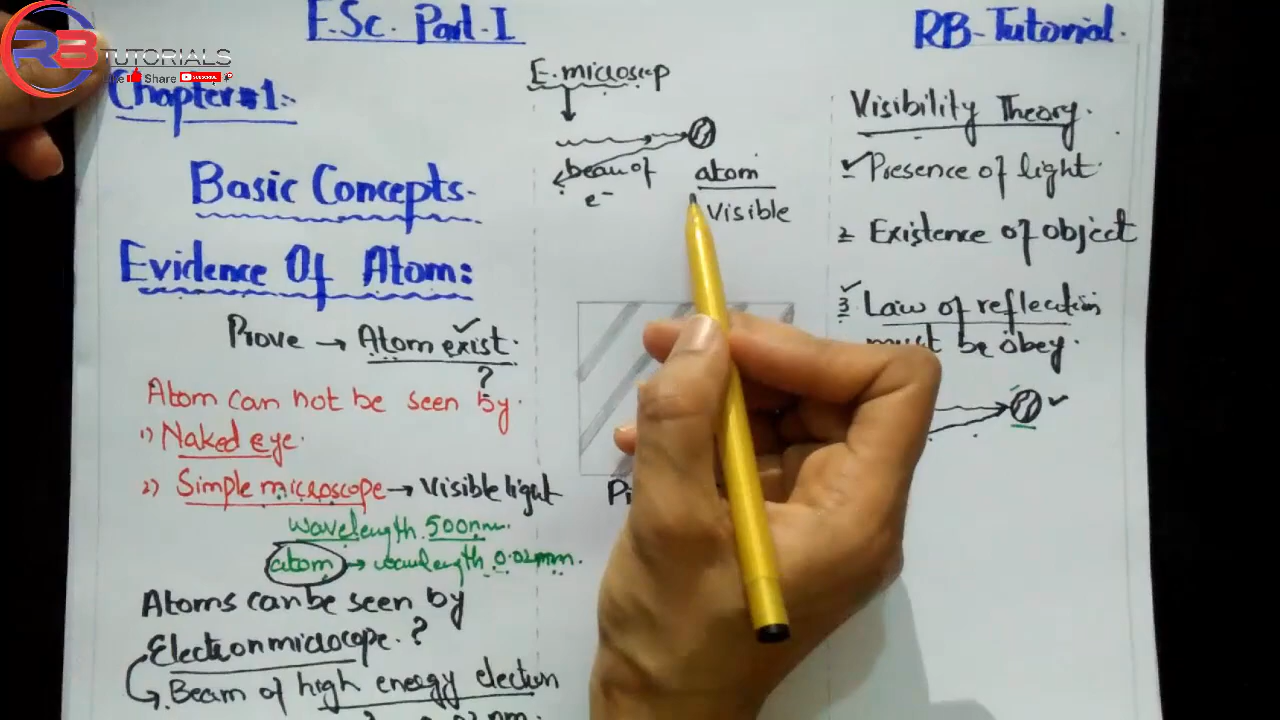 RB TUTORIALS
Like Share
F.Sc. Part-I
RB-Tutorial.
Chapter#1:-
Basic Concepts.
Evidence Of Atom:
Prove → Atom exist.
?
Atom can not be seen by.
1) Naked eye.
2) Simple microscope → Visible light
wavelength 500nm.
atom → wavelength 0.02nm.
Atoms can be seen by
Electron microscope. ?
Beam of high energy electron
E.microscop
beam of
e⁻
atom
Visible
Visibility Theory.
1 Presence of light
2 Existence of object
3 Law of reflection
must be obey.